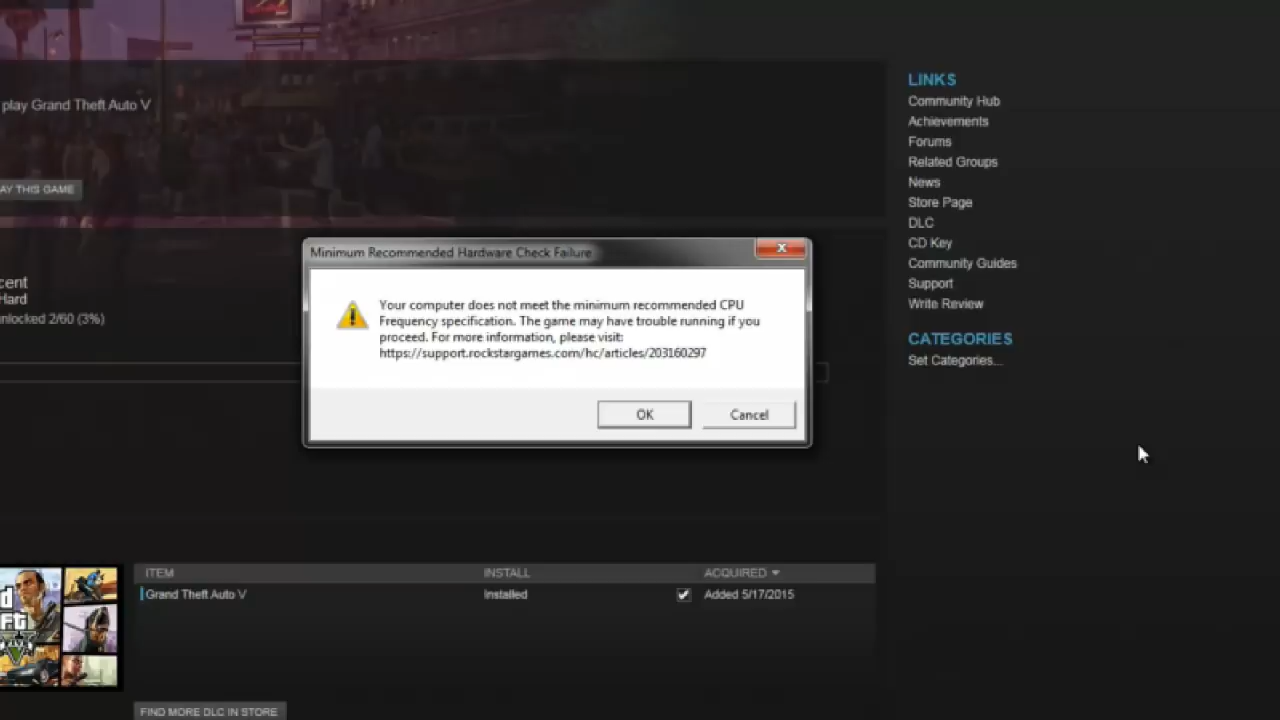 play Grand Theft Auto V
AY THIS GAME
cent
Hard
nlocked 2/60 (3%)
Minimum Recommended Hardware Check Failure
Your computer does not meet the minimum recommended CPU
Frequency specification. The game may have trouble running if you
proceed. For more information, please visit:
https://support.rockstargames.com/hc/articles/203160297
OK
Cancel
LINKS
Community Hub
Achievements
Forums
Related Groups
News
Store Page
DLC
CD Key
Community Guides
Support
Write Review
CATEGORIES
Set Categories...
ITEM INSTALL ACQUIRED
Grand Theft Auto V Installed Added 5/17/2015
FIND MORE DLC IN STORE